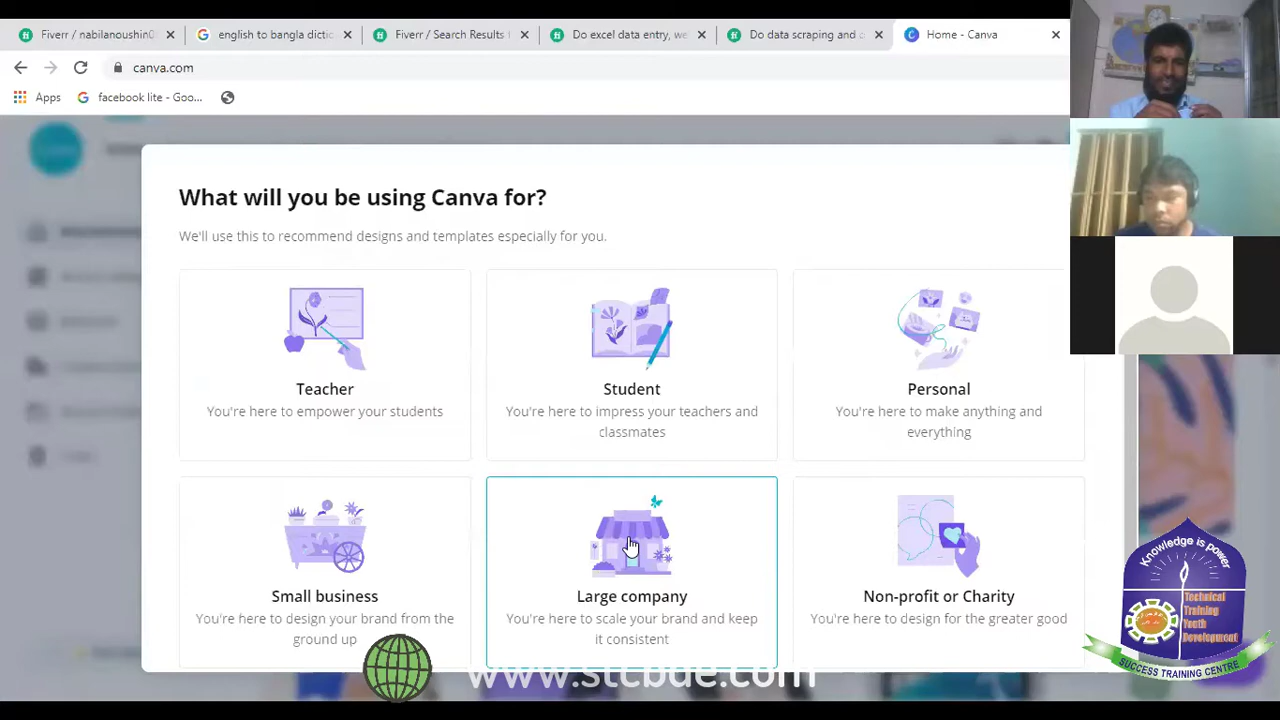 Fiverr / nabilanoushin
english to bangla dictio
Fiverr / Search Results
Do excel data entry, we
Do data scraping and c
Home - Canva
canva.com
Apps
facebook lite - Goo...
What will you be using Canva for?
We'll use this to recommend designs and templates especially for you.
Teacher
You're here to empower your students
Student
You're here to impress your teachers and
classmates
Personal
You're here to make anything and
everything
Small business
You're here to design your brand from the
ground up
Large company
You're here to scale your brand and keep
it consistent
Non-profit or Charity
You're here to design for the greater good
www.stcbde.com
Knowledge is power
Technical
Training
Youth
Development
SUCCESS TRAINING CENTRE